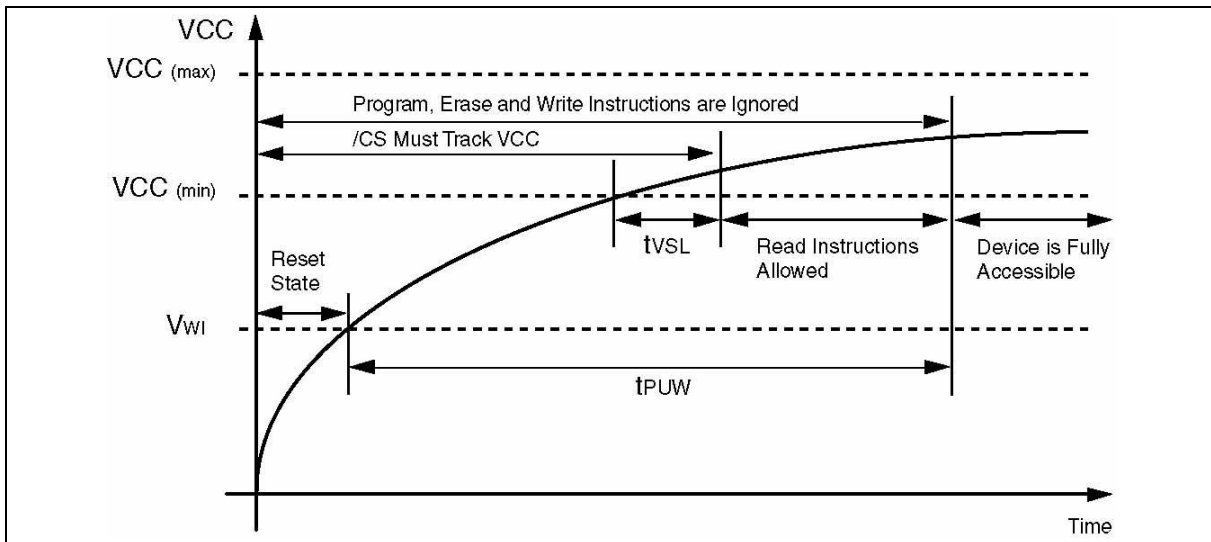 VCC
VCC (max)
Program, Erase and Write Instructions are Ignored
/CS Must Track VCC
VCC (min)
tVSL
Read Instructions
Allowed
Device is Fully
Accessible
Reset
State
VWI
tPUW
Time